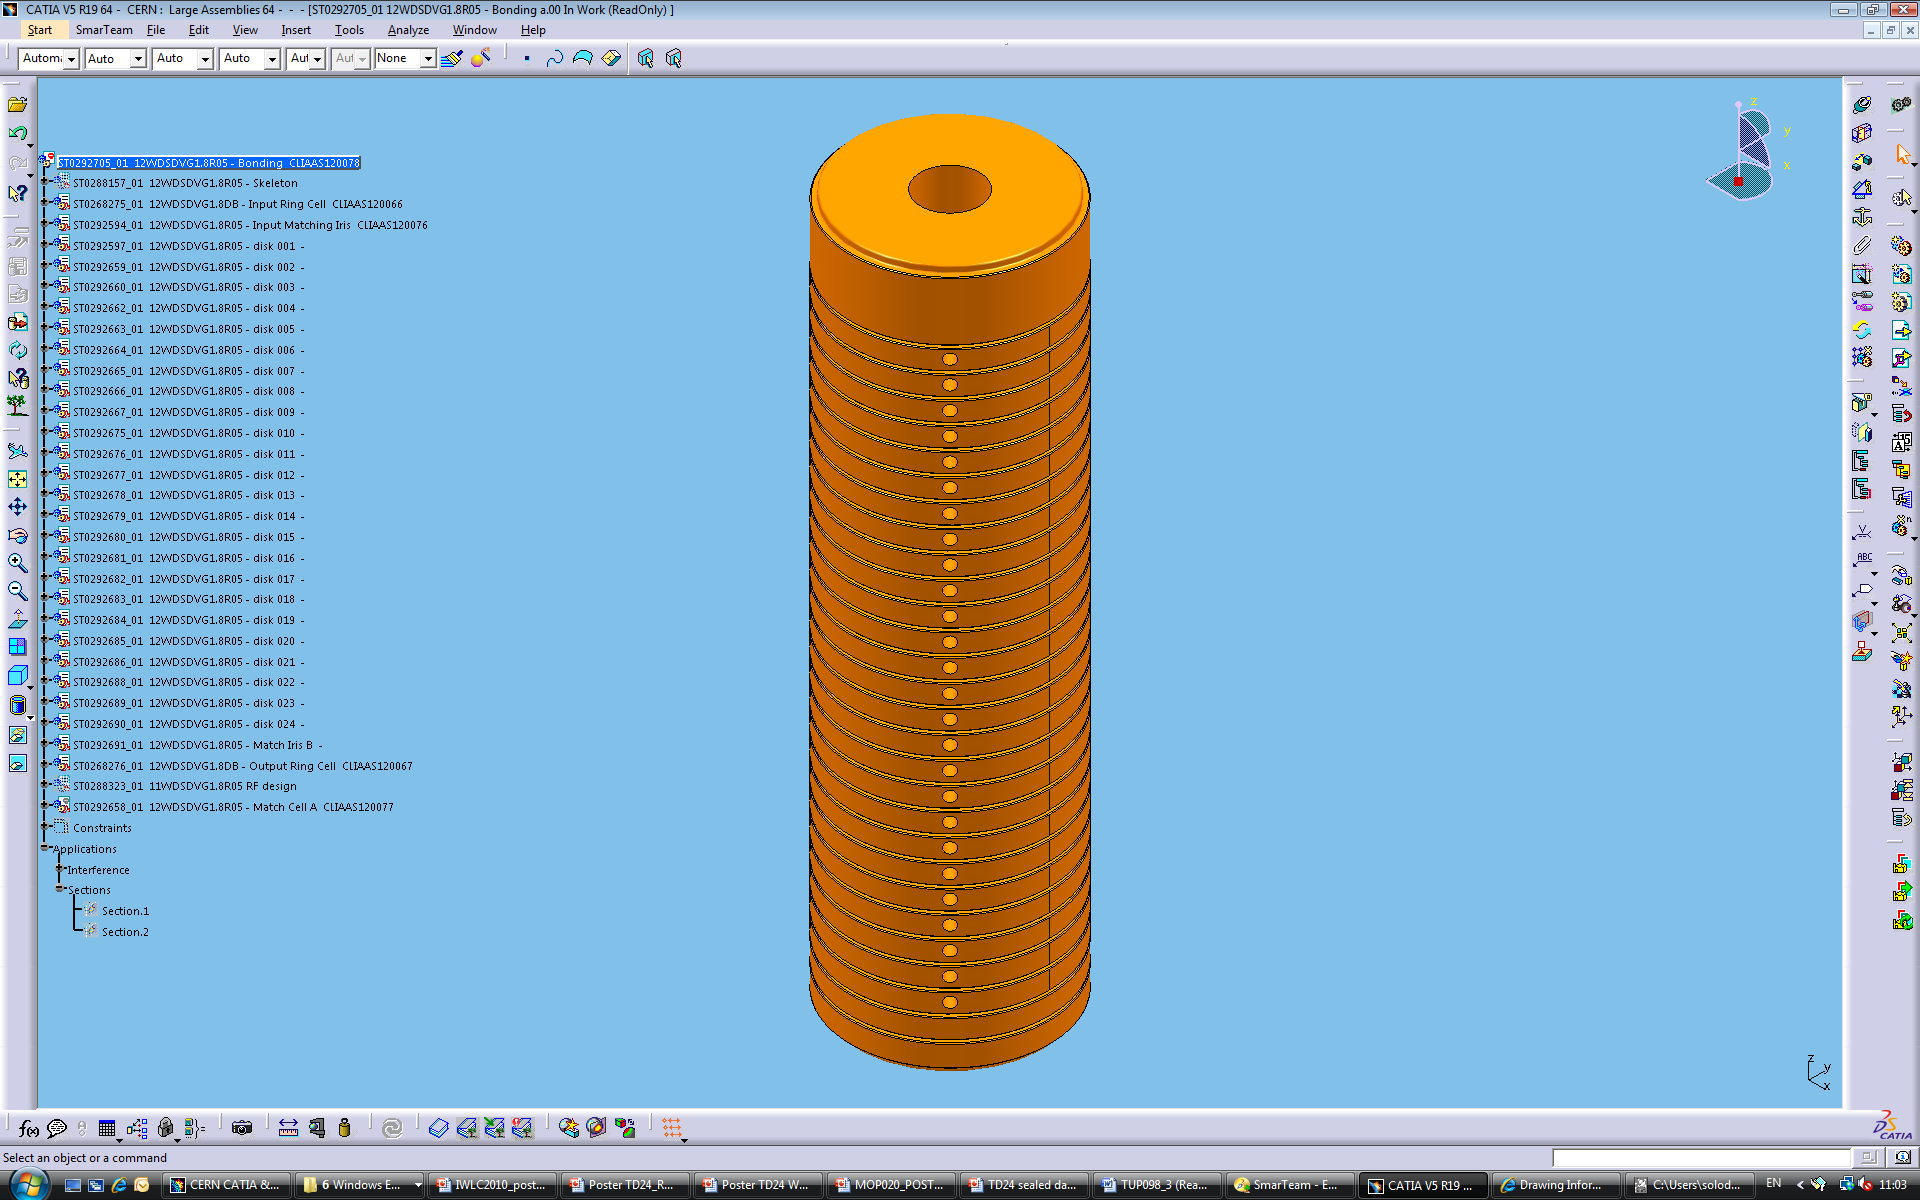 CATIA V5 R19 64 - CERN : Large Assemblies 64 - - - [ST0292705_01 12WDSDVG1.8R05 - Bonding a.00 In Work (ReadOnly) ]
Start SmarTeam File Edit View Insert Tools Analyze Window Help
Autom Auto Auto Auto Aut Aut None
ST0292705_01 12WDSDVG1.8R05 - Bonding CLIAAS120078
ST0288157_01 12WDSDVG1.8R05 - Skeleton
ST0268275_01 12WDSDVG1.8DB - Input Ring Cell CLIAAS120066
ST0292594_01 12WDSDVG1.8R05 - Input Matching Iris CLIAAS120076
ST0292597_01 12WDSDVG1.8R05 - disk 001 -
ST0292659_01 12WDSDVG1.8R05 - disk 002 -
ST0292660_01 12WDSDVG1.8R05 - disk 003 -
ST0292662_01 12WDSDVG1.8R05 - disk 004 -
ST0292663_01 12WDSDVG1.8R05 - disk 005 -
ST0292664_01 12WDSDVG1.8R05 - disk 006 -
ST0292665_01 12WDSDVG1.8R05 - disk 007 -
ST0292666_01 12WDSDVG1.8R05 - disk 008 -
ST0292667_01 12WDSDVG1.8R05 - disk 009 -
ST0292675_01 12WDSDVG1.8R05 - disk 010 -
ST0292676_01 12WDSDVG1.8R05 - disk 011 -
ST0292677_01 12WDSDVG1.8R05 - disk 012 -
ST0292678_01 12WDSDVG1.8R05 - disk 013 -
ST0292679_01 12WDSDVG1.8R05 - disk 014 -
ST0292680_01 12WDSDVG1.8R05 - disk 015 -
ST0292681_01 12WDSDVG1.8R05 - disk 016 -
ST0292682_01 12WDSDVG1.8R05 - disk 017 -
ST0292683_01 12WDSDVG1.8R05 - disk 018 -
ST0292684_01 12WDSDVG1.8R05 - disk 019 -
ST0292685_01 12WDSDVG1.8R05 - disk 020 -
ST0292686_01 12WDSDVG1.8R05 - disk 021 -
ST0292688_01 12WDSDVG1.8R05 - disk 022 -
ST0292689_01 12WDSDVG1.8R05 - disk 023 -
ST0292690_01 12WDSDVG1.8R05 - disk 024 -
ST0292691_01 12WDSDVG1.8R05 - Match Iris B -
ST0268276_01 12WDSDVG1.8DB - Output Ring Cell CLIAAS120067
ST0288323_01 11WDSDVG1.8R05 RF design
ST0292658_01 12WDSDVG1.8R05 - Match Cell A CLIAAS120077
Constraints
Applications
Interference
Sections
Section.1
Section.2
z
y
x
z
y
x
ABC
f(x)
DS CATIA
Select an object or a command
CERN CATIA &... 6 Windows E... IWLC2010_post... Poster TD24_R... Poster TD24 W... MOP020_POST... TD24 sealed da... TUP098_3 (Rea... SmarTeam - E... CATIA V5 R19 ... Drawing Infor... C:\Users\solod... EN 11:03